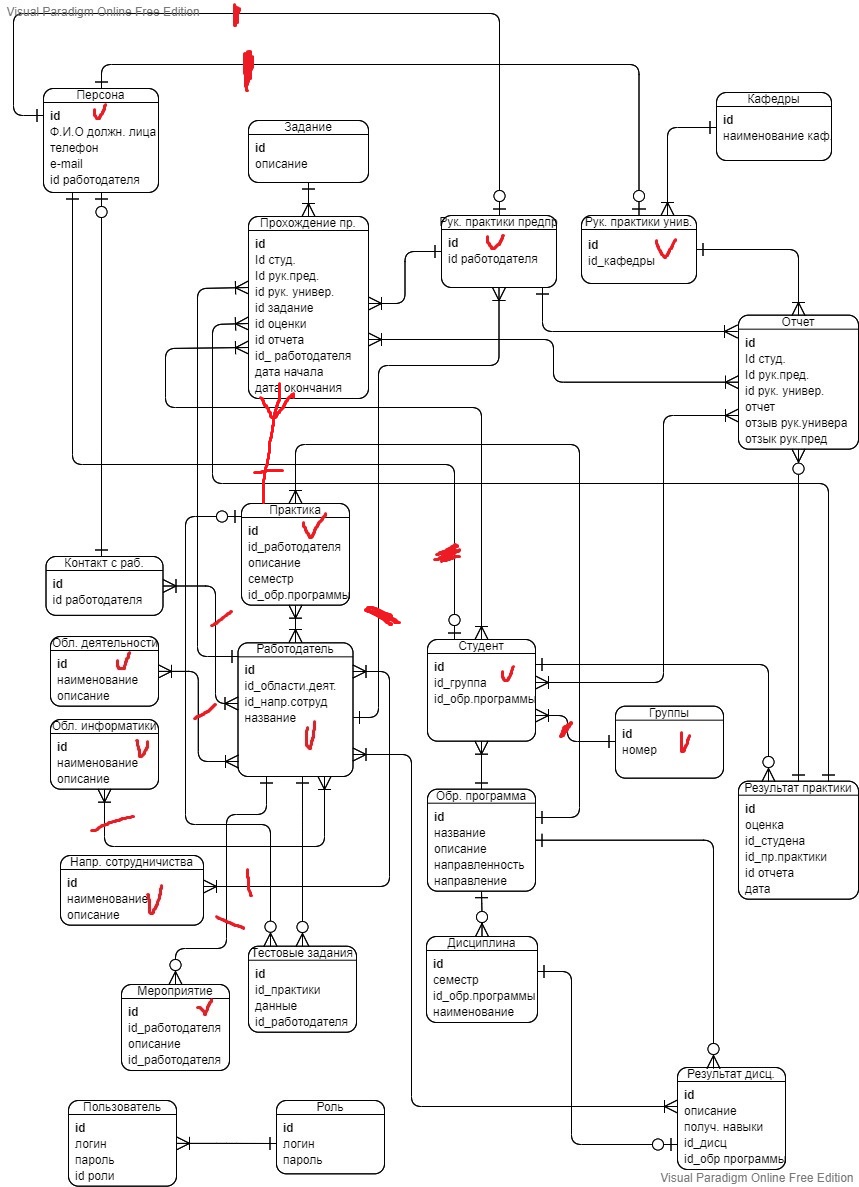 Visual Paradigm Online Free Edition
Персона
id
Ф.И.О должн. лица
телефон
e-mail
id работодателя
Задание
id
описание
Кафедры
id
наименование каф.
Прохождение пр.
id
Id студ.
Id рук.пред.
id рук. универ.
id задание
id оценки
id отчета
id_ работодателя
дата начала
дата окончания
Рук. практики предпр
id
id работодателя
Рук. практики унив.
id
id_кафедры
Отчет
id
Id студ.
Id рук.пред.
id рук. универ.
отчет
отзыв рук.универа
отзык рук.пред
Практика
id
id_работодателя
описание
семестр
id_обр.программы
Контакт с раб.
id
id работодателя
Обл. деятельности
id
наименование
описание
Работодатель
id
id_области.деят.
id_напр.сотруд
название
Студент
id
id_группа
id_обр.программы
Обл. информатики
id
наименование
описание
Группы
id
номер
Обр. программа
id
название
описание
направленность
направление
Результат практики
id
оценка
id_студена
id_пр.практики
id отчета
дата
Напр. сотрудничиства
id
наименование
описание
Тестовые задания
id
id_практики
данные
id_работодателя
Дисциплина
id
семестр
id_обр.программы
наименование
Мероприятие
id
id_работодателя
описание
id_работодателя
Результат дисц.
id
описание
получ. навыки
id_дисц
id_обр программы
Пользователь
id
логин
пароль
id роли
Роль
id
логин
пароль
Visual Paradigm Online Free Edition